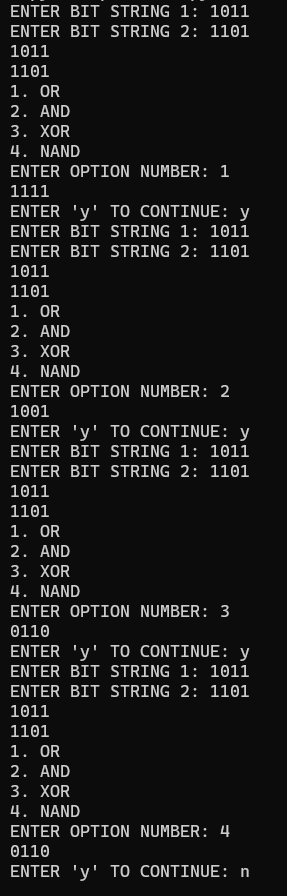 ENTER BIT STRING 1: 1011
ENTER BIT STRING 2: 1101
1011
1101
1. OR
2. AND
3. XOR
4. NAND
ENTER OPTION NUMBER: 1
1111
ENTER 'y' TO CONTINUE: y
ENTER BIT STRING 1: 1011
ENTER BIT STRING 2: 1101
1011
1101
1. OR
2. AND
3. XOR
4. NAND
ENTER OPTION NUMBER: 2
1001
ENTER 'y' TO CONTINUE: y
ENTER BIT STRING 1: 1011
ENTER BIT STRING 2: 1101
1011
1101
1. OR
2. AND
3. XOR
4. NAND
ENTER OPTION NUMBER: 3
0110
ENTER 'y' TO CONTINUE: y
ENTER BIT STRING 1: 1011
ENTER BIT STRING 2: 1101
1011
1101
1. OR
2. AND
3. XOR
4. NAND
ENTER OPTION NUMBER: 4
0110
ENTER 'y' TO CONTINUE: n